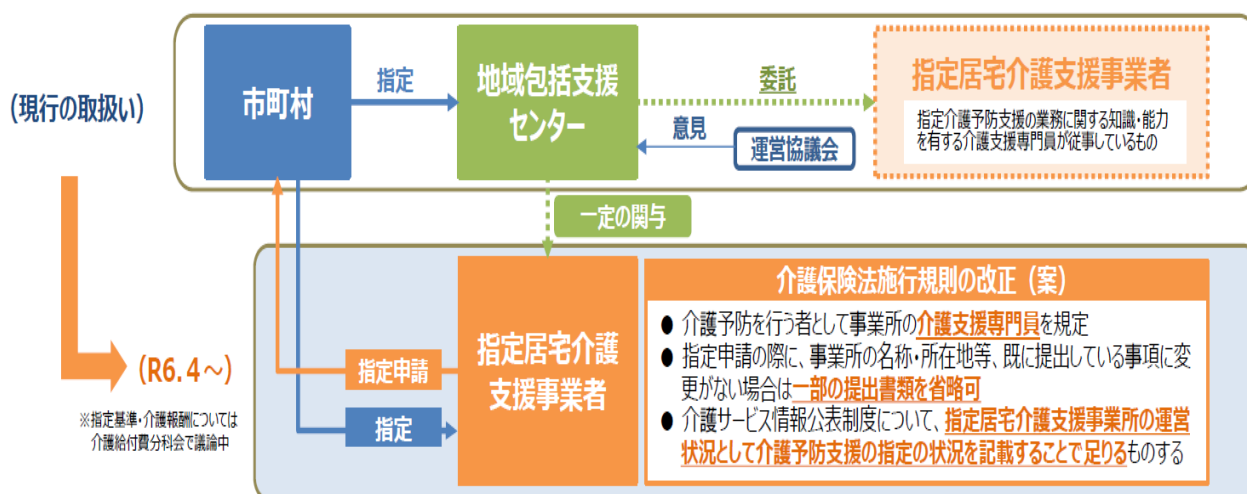 (現行の取扱い)
市町村
指定
地域包括支援
センター
委託
意見
運営協議会
指定居宅介護支援事業者
指定介護予防支援の業務に関する知識・能力
を有する介護支援専門員が従事しているもの
一定の関与
(R6.4～)
※指定基準・介護報酬については
介護給付費分科会で議論中
指定申請
指定
指定居宅介護
支援事業者
介護保険法施行規則の改正（案）
● 介護予防を行う者として事業所の介護支援専門員を規定
● 指定申請の際に、事業所の名称・所在地等、既に提出している事項に変
更がない場合は一部の提出書類を省略可
● 介護サービス情報公表制度について、指定居宅介護支援事業所の運営
状況として介護予防支援の指定の状況を記載することで足りるものする